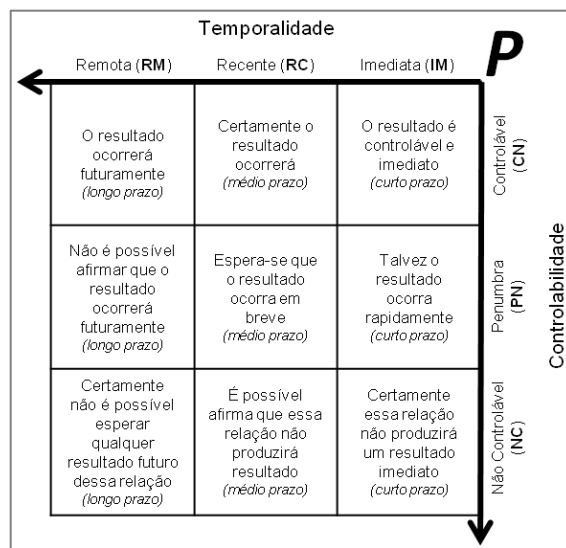 Temporalidade
Remota (RM)
Recente (RC)
Imediata (IM)
P
O resultado
ocorrerá
futuramente
(longo prazo)
Certamente o
resultado
ocorrerá
(médio prazo)
O resultado é
controlável e
imediato
(curto prazo)
Controlável
(CN)
Não é possível
afirmar que o
resultado
ocorrerá
futuramente
(longo prazo)
Espera-se que
o resultado
ocorra em
breve
(médio prazo)
Talvez o
resultado
ocorra
rapidamente
(curto prazo)
Penumbra
(PN)
Certamente
não é possível
esperar
qualquer
resultado futuro
dessa relação
(longo prazo)
É possível
afirma que essa
relação não
produzirá
resultado
(médio prazo)
Certamente
essa relação
não produzirá
um resultado
imediato
(curto prazo)
Não Controlável
(NC)
Controlabilidade